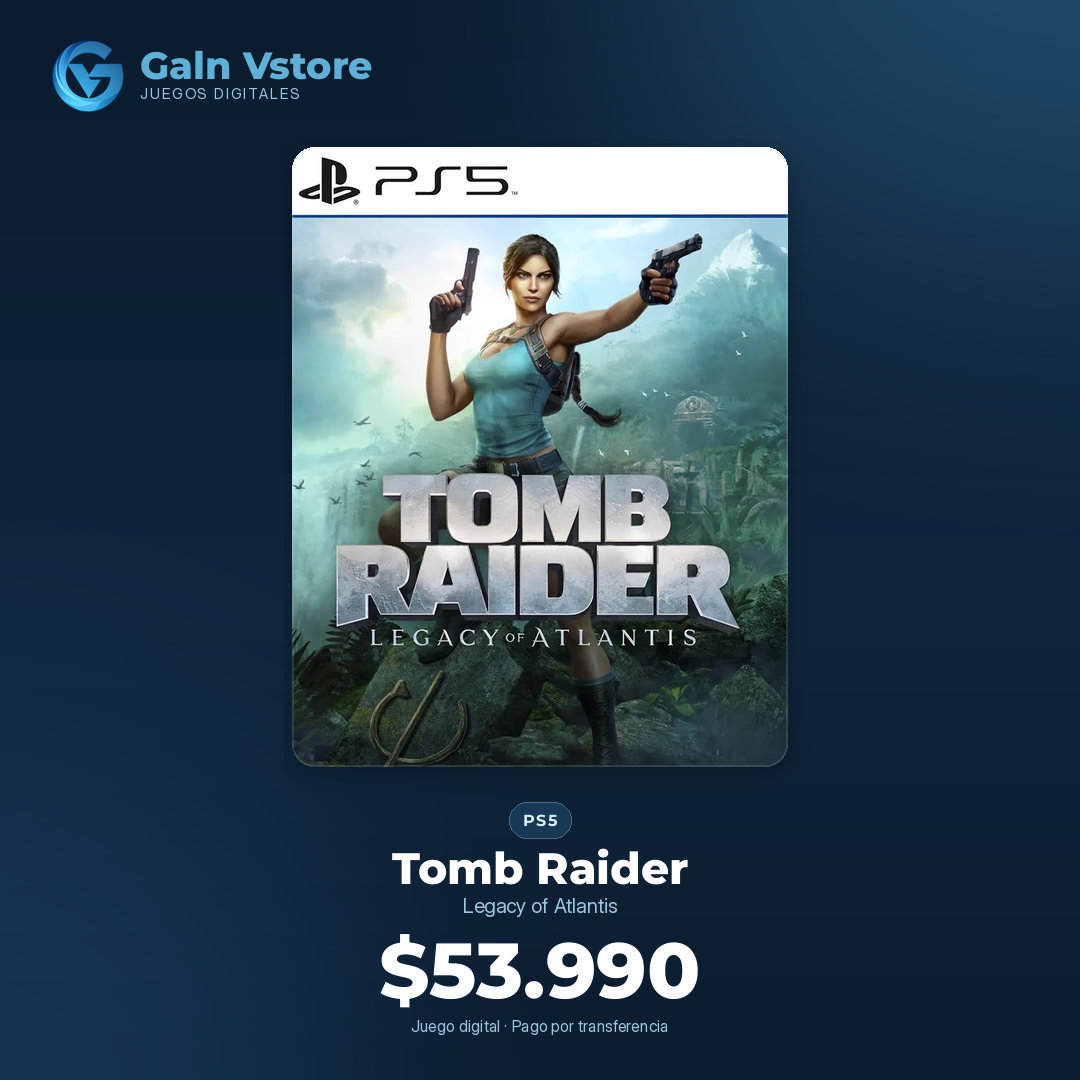 GaIn Vstore
JUEGOS DIGITALES
PS5
TOMB
RAIDER
LEGACY OF ATLANTIS
PS5
Tomb Raider
Legacy of Atlantis
$53.990
Juego digital · Pago por transferencia